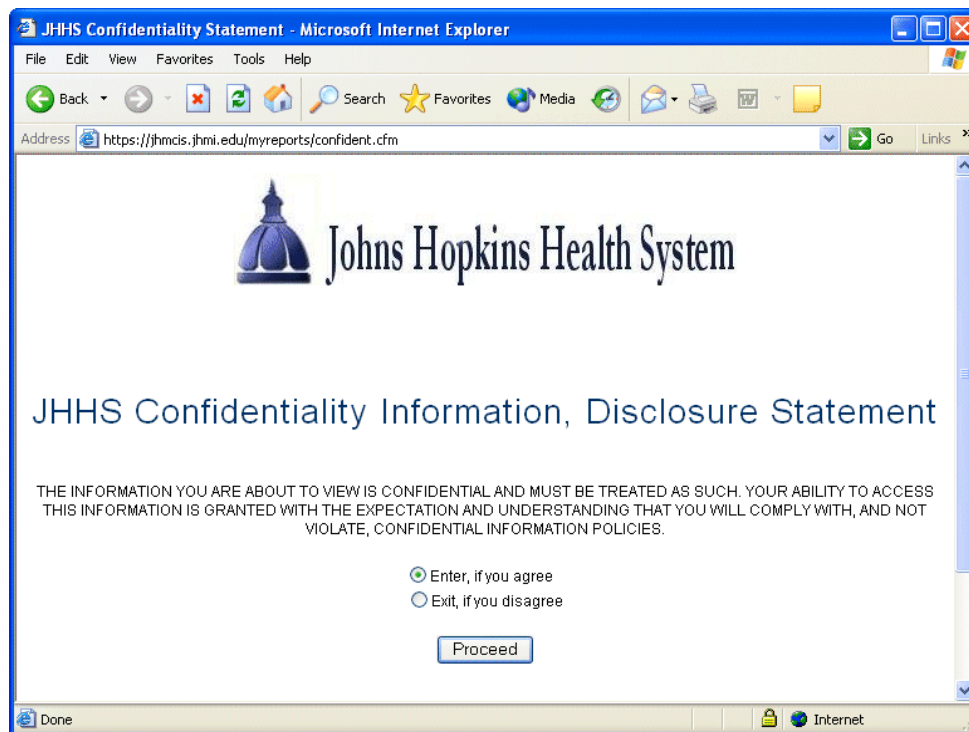 JHHS Confidentiality Statement - Microsoft Internet Explorer
File Edit View Favorites Tools Help
Back Search Favorites Media
Address https://jhmcis.jhmi.edu/myreports/confident.cfm Go Links »
Johns Hopkins Health System
JHHS Confidentiality Information, Disclosure Statement
THE INFORMATION YOU ARE ABOUT TO VIEW IS CONFIDENTIAL AND MUST BE TREATED AS SUCH. YOUR ABILITY TO ACCESS
THIS INFORMATION IS GRANTED WITH THE EXPECTATION AND UNDERSTANDING THAT YOU WILL COMPLY WITH, AND NOT
VIOLATE, CONFIDENTIAL INFORMATION POLICIES.
Enter, if you agree
Exit, if you disagree
Proceed
Done Internet